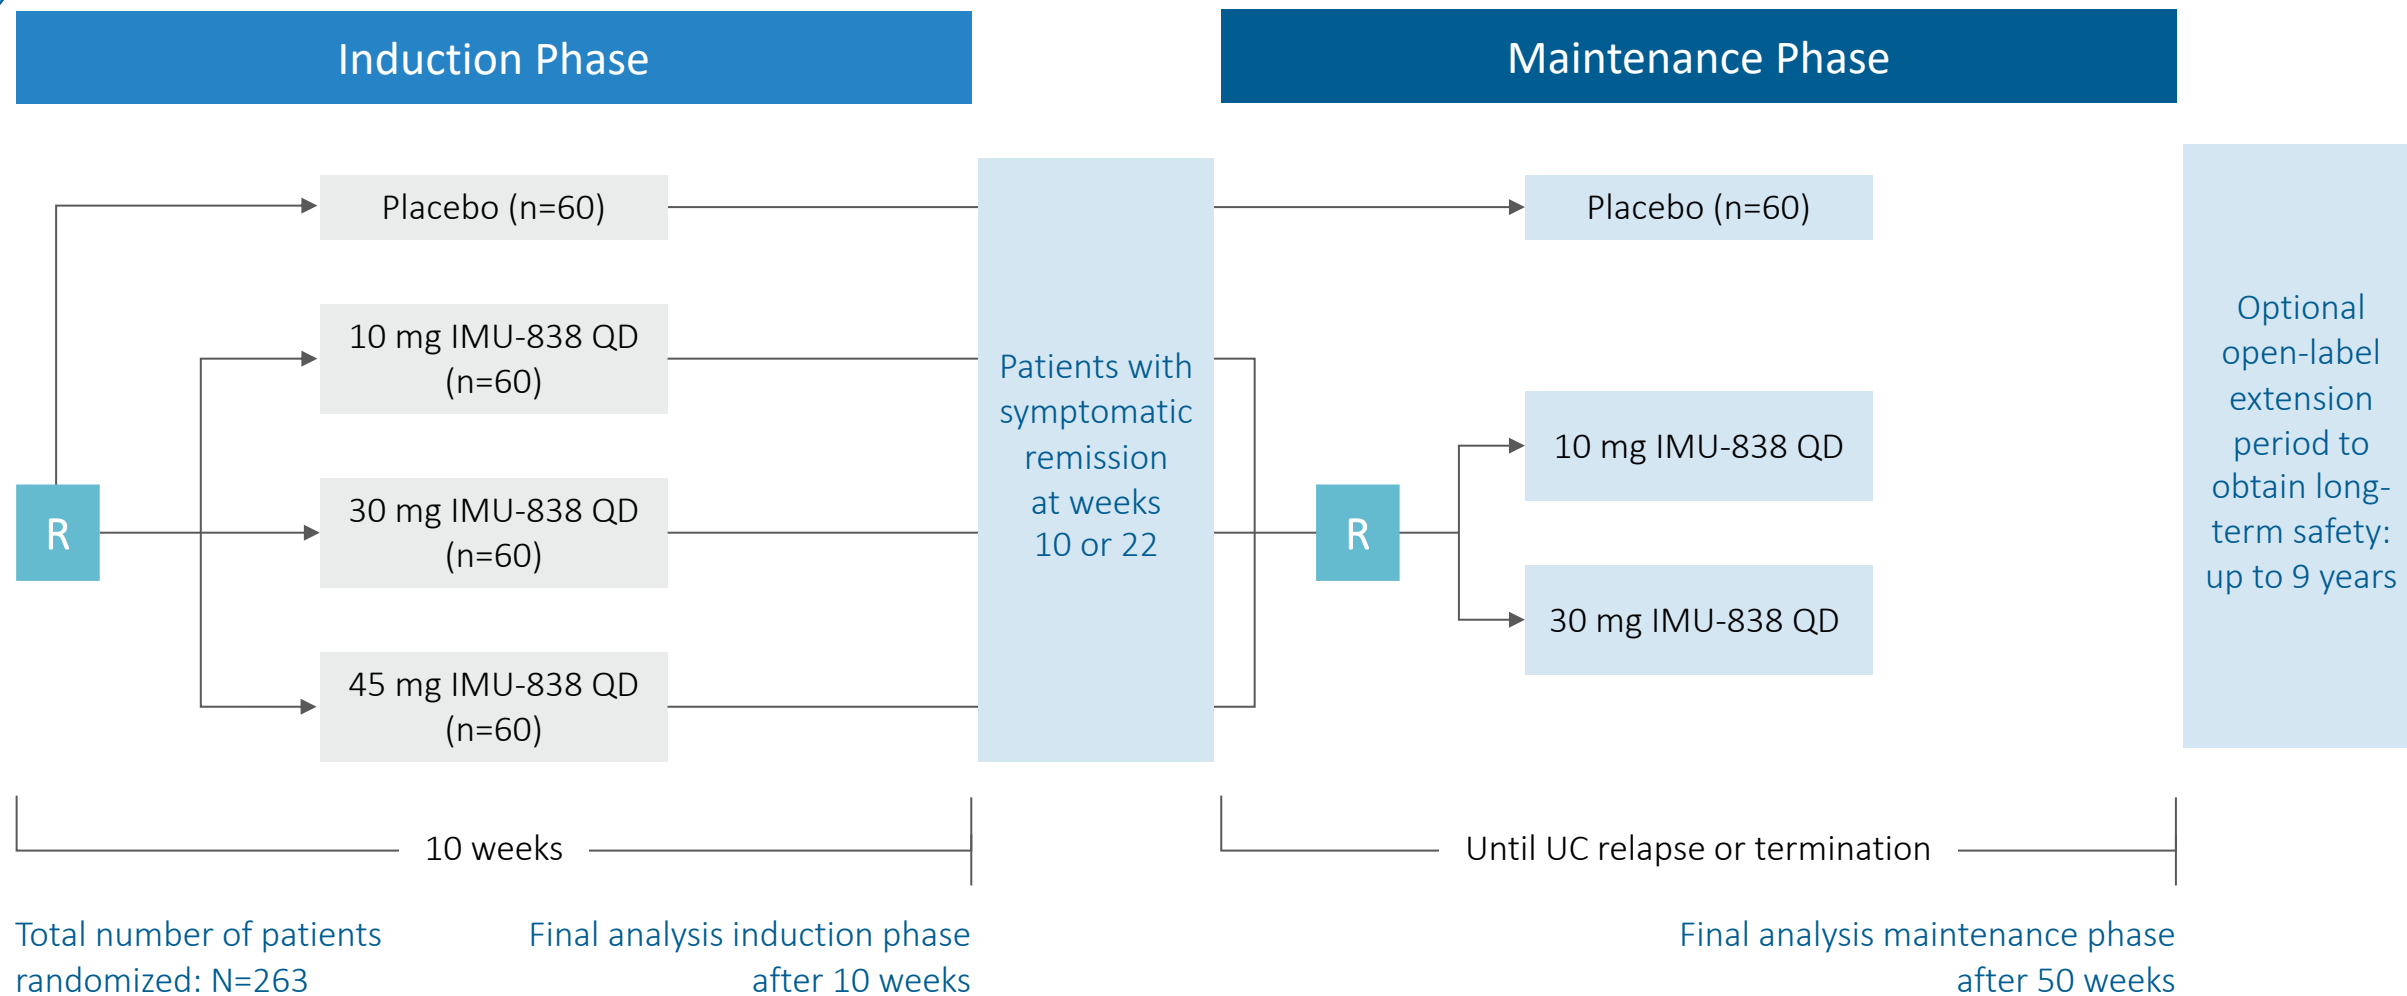 Induction Phase
Maintenance Phase
Placebo (n=60)
10 mg IMU-838 QD
(n=60)
R
30 mg IMU-838 QD
(n=60)
45 mg IMU-838 QD
(n=60)
Patients with
symptomatic
remission
at weeks
10 or 22
Placebo (n=60)
R
10 mg IMU-838 QD
30 mg IMU-838 QD
Optional
open-label
extension
period to
obtain long-
term safety:
up to 9 years
10 weeks
Until UC relapse or termination
Total number of patients
randomized: N=263
Final analysis induction phase
after 10 weeks
Final analysis maintenance phase
after 50 weeks